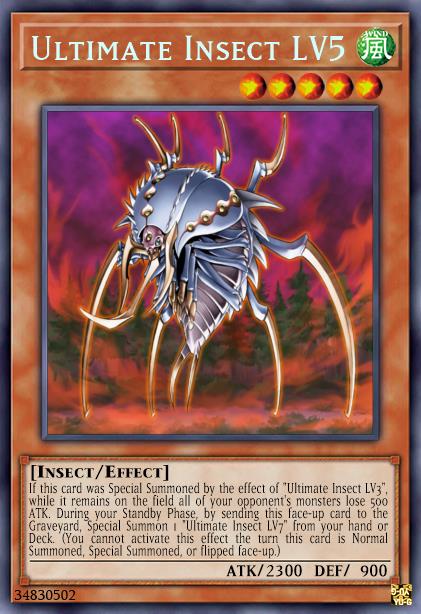 Ultimate Insect LV5
WIND
風
[Insect/Effect]
If this card was Special Summoned by the effect of "Ultimate Insect LV3",
while it remains on the field all of your opponent's monsters lose 500
ATK. During your Standby Phase, by sending this face-up card to the
Graveyard, Special Summon 1 "Ultimate Insect LV7" from your hand or
Deck. (You cannot activate this effect the turn this card is Normal
Summoned, Special Summoned, or flipped face-up.)
ATK/2300 DEF/ 900
34830502